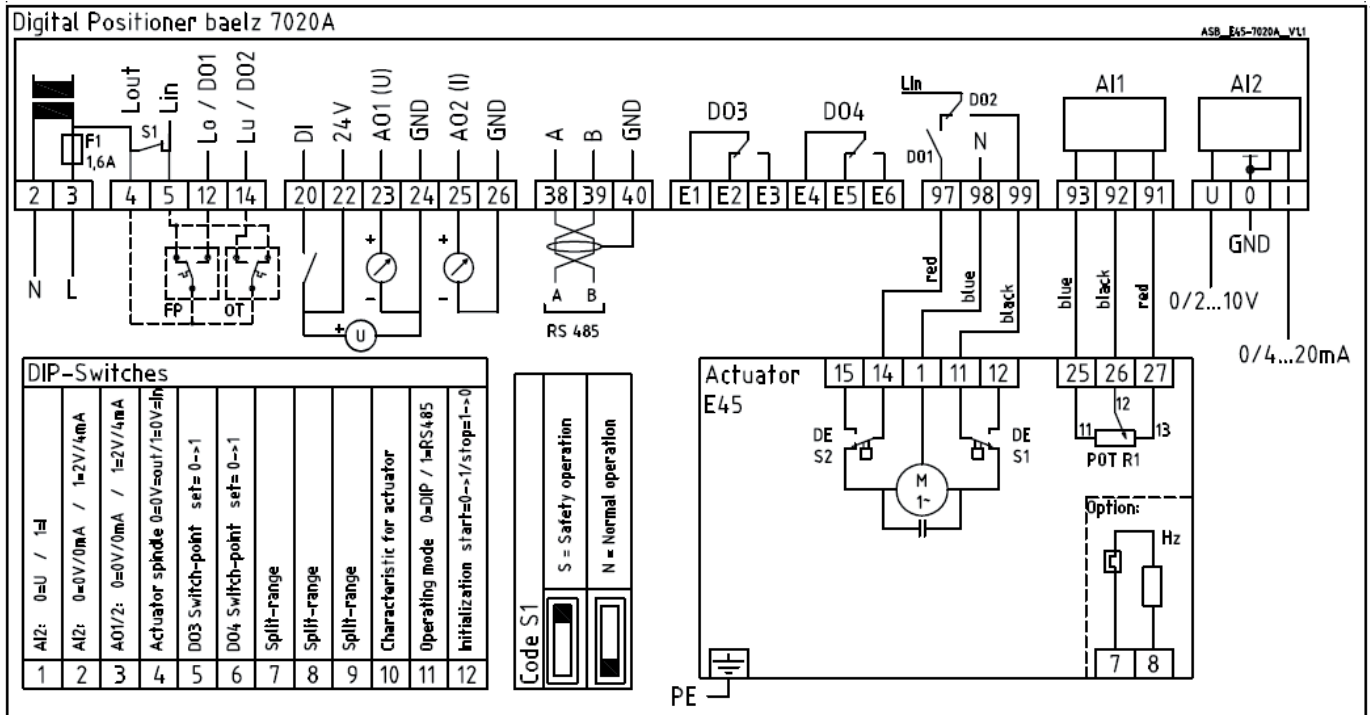 Digital Positioner baelz 7020A
ASB_E45-7020A_V1.1
Lout
Lin
Lo / DO1
Lu / DO2
DI
24V
AO1 (U)
GND
AO2 (I)
GND
A
B
GND
DO3
DO4
Lin
DO2
DO1
N
AI1
AI2
F1
1,6A
S1
2 3 4 5 12 14 20 22 23 24 25 26 38 39 40 E1 E2 E3 E4 E5 E6 97 98 99 93 92 91 U 0 I
N L
FP OT
+ -
+ -
+ U
A B
RS 485
red
blue
black
blue
black
red
GND
0/2...10V
0/4...20mA
DIP-Switches
AI2: 0=U / 1=I
AI2: 0=0V/0mA / 1=2V/4mA
AO1/2: 0=0V/0mA / 1=2V/4mA
Actuator spindle 0=0V=out/1=0V=in
DO3 Switch-point set= 0->1
DO4 Switch-point set= 0->1
Split-range
Split-range
Split-range
Characteristic for actuator
Operating mode 0=DIP / 1=RS485
Initialization start=0->1/stop=1->0
1 2 3 4 5 6 7 8 9 10 11 12
Code S1
S = Safety operation
N = Normal operation
Actuator
E45
15 14 1 11 12 25 26 27
DE
S2
DE
S1
M
1~
12
11 13
POT R1
Option:
Hz
7 8
PE